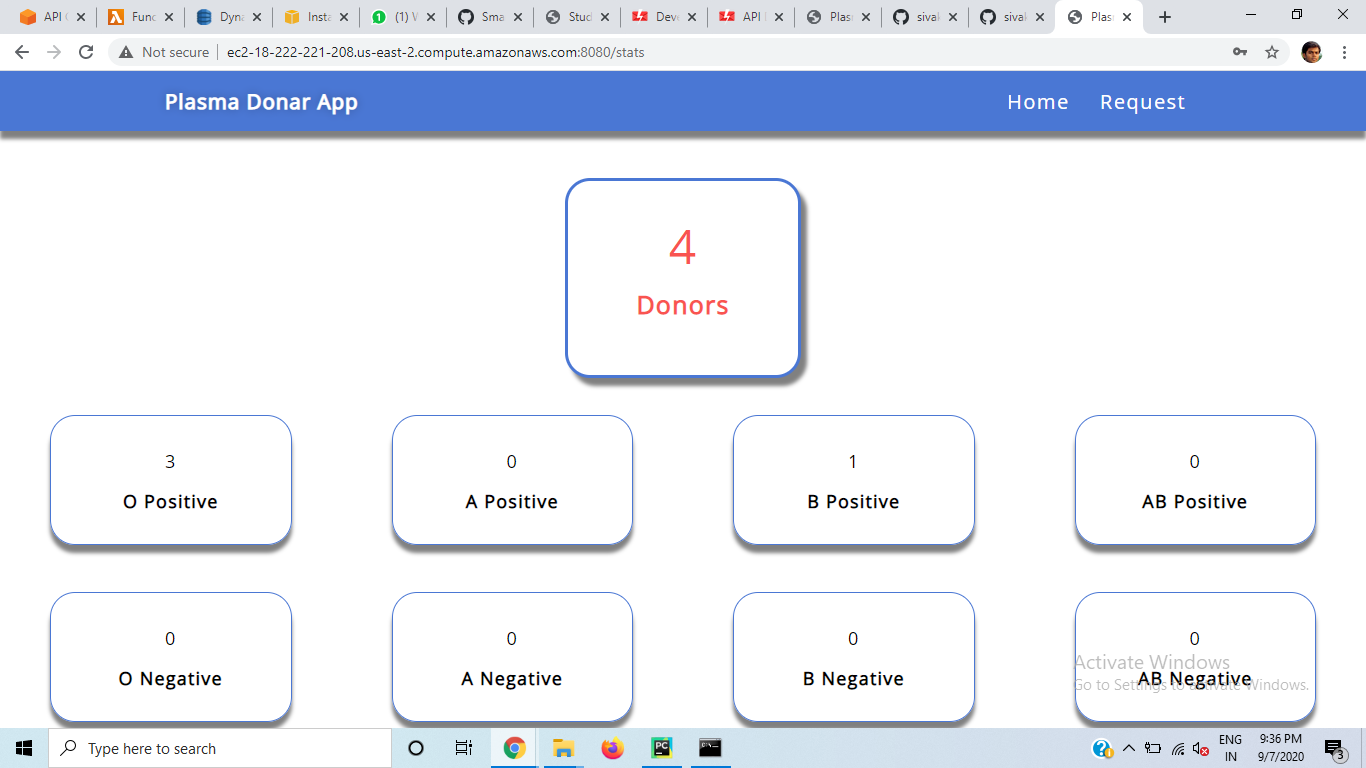 API Func Dyna Insta (1) W Sma Stud Deve API Plas sival sival Plas
Not secure ec2-18-222-221-208.us-east-2.compute.amazonaws.com:8080/stats
Plasma Donar App Home Request
4
Donors
3 0 1 0
O Positive A Positive B Positive AB Positive
0 0 0 0
O Negative A Negative B Negative AB Negative
Activate Windows
Go to Settings to activate Windows.
Type here to search
ENG 9:36 PM
IN 9/7/2020 3